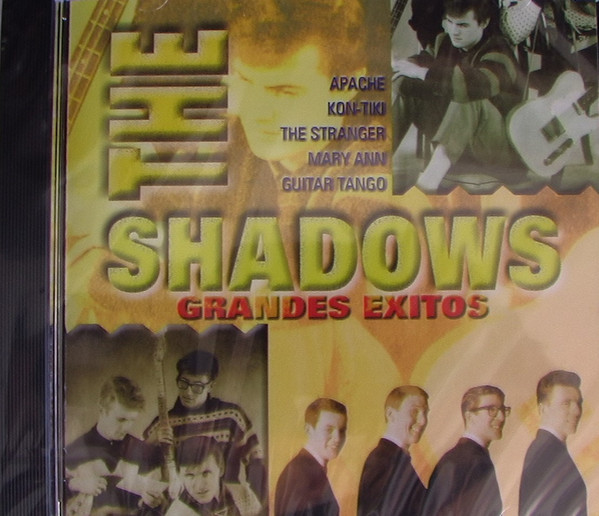 THE
APACHE
KON-TIKI
THE STRANGER
MARY ANN
GUITAR TANGO
SHADOWS
GRANDES EXITOS